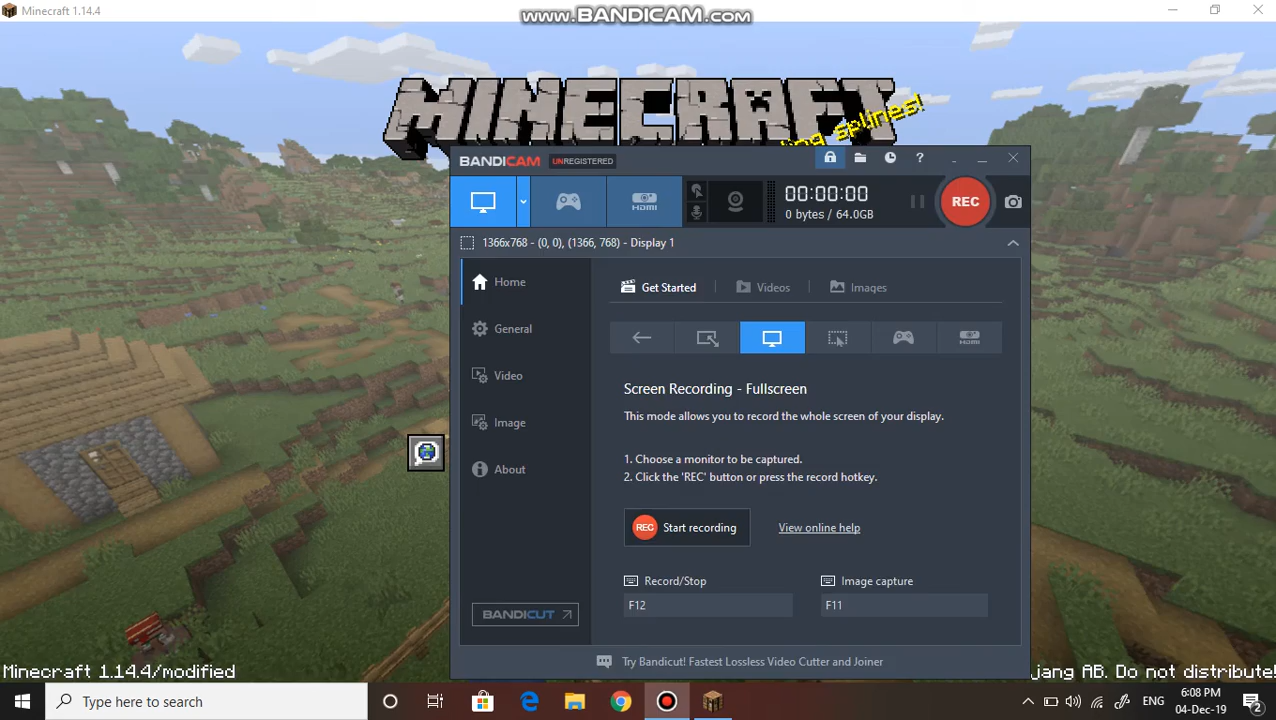 Minecraft 1.14.4
www.BANDICAM.com
MINECRAFT
splines!
BANDICAM UNREGISTERED
HDMI
00:00:00
0 bytes / 64.0GB
REC
1366x768 - (0, 0), (1366, 768) - Display 1
Home
General
Video
Image
About
BANDICUT
Get Started
Videos
Images
HDMI
Screen Recording - Fullscreen
This mode allows you to record the whole screen of your display.
1. Choose a monitor to be captured.
2. Click the 'REC' button or press the record hotkey.
REC Start recording
View online help
Record/Stop
Image capture
F12
F11
Try Bandicut! Fastest Lossless Video Cutter and Joiner
Minecraft 1.14.4/modified
AB. Do not distribute!
Type here to search
ENG
6:08 PM
04-Dec-19
2